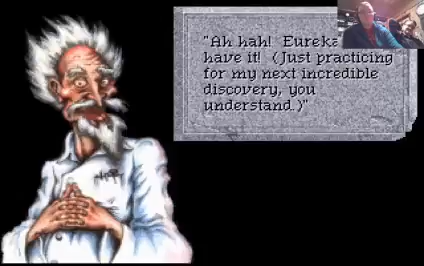 "Ah hah! Eureka
have it! (Just practicing
for my next incredible
discovery, you
understand.)"